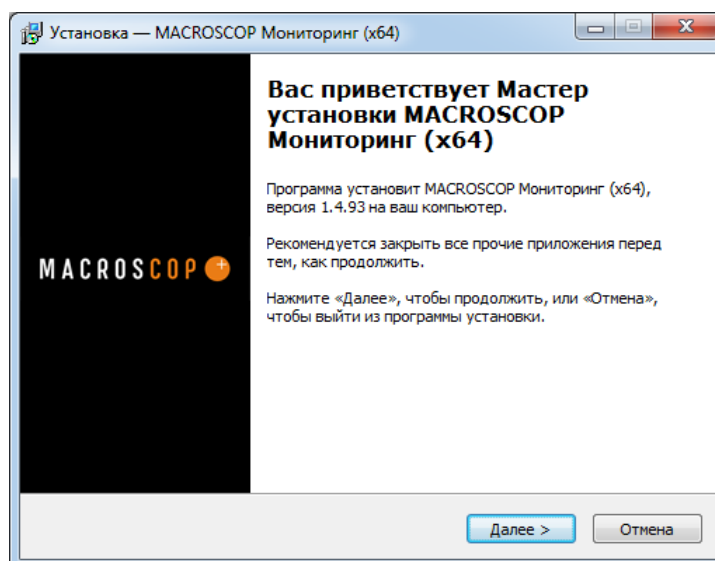 Установка — MACROSCOP Мониторинг (x64)
Вас приветствует Мастер
установки MACROSCOP
Мониторинг (x64)
Программа установит MACROSCOP Мониторинг (x64),
версия 1.4.93 на ваш компьютер.
Рекомендуется закрыть все прочие приложения перед
тем, как продолжить.
MACROSCOP
Нажмите «Далее», чтобы продолжить, или «Отмена»,
чтобы выйти из программы установки.
Далее >
Отмена